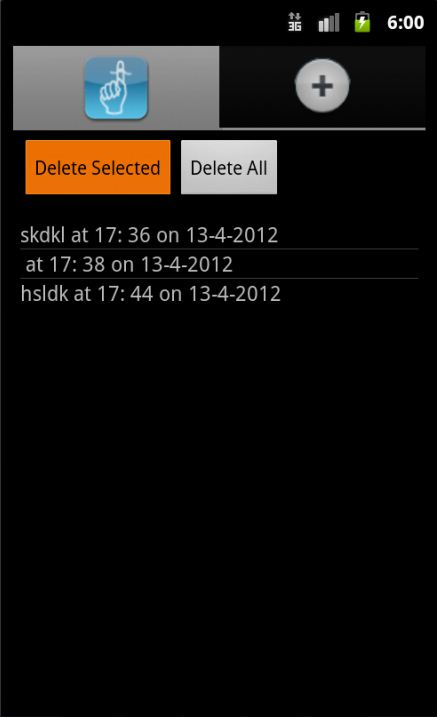 3G 6:00
Delete Selected Delete All
skdkl at 17: 36 on 13-4-2012
at 17: 38 on 13-4-2012
hsldk at 17: 44 on 13-4-2012